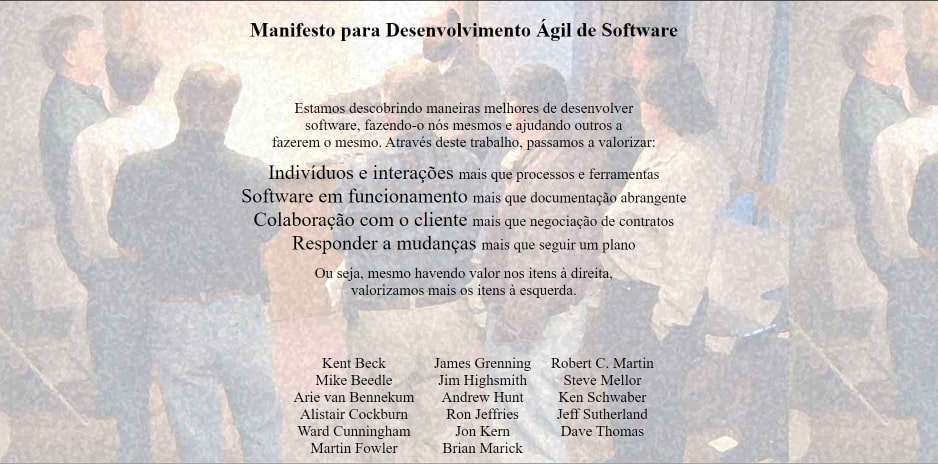 Manifesto para Desenvolvimento Ágil de Software
Estamos descobrindo maneiras melhores de desenvolver
software, fazendo-o nós mesmos e ajudando outros a
fazerem o mesmo. Através deste trabalho, passamos a valorizar:
Indivíduos e interações mais que processos e ferramentas
Software em funcionamento mais que documentação abrangente
Colaboração com o cliente mais que negociação de contratos
Responder a mudanças mais que seguir um plano
Ou seja, mesmo havendo valor nos itens à direita,
valorizamos mais os itens à esquerda.
Kent Beck
Mike Beedle
Arie van Bennekum
Alistair Cockburn
Ward Cunningham
Martin Fowler
James Grenning
Jim Highsmith
Andrew Hunt
Ron Jeffries
Jon Kern
Brian Marick
Robert C. Martin
Steve Mellor
Ken Schwaber
Jeff Sutherland
Dave Thomas